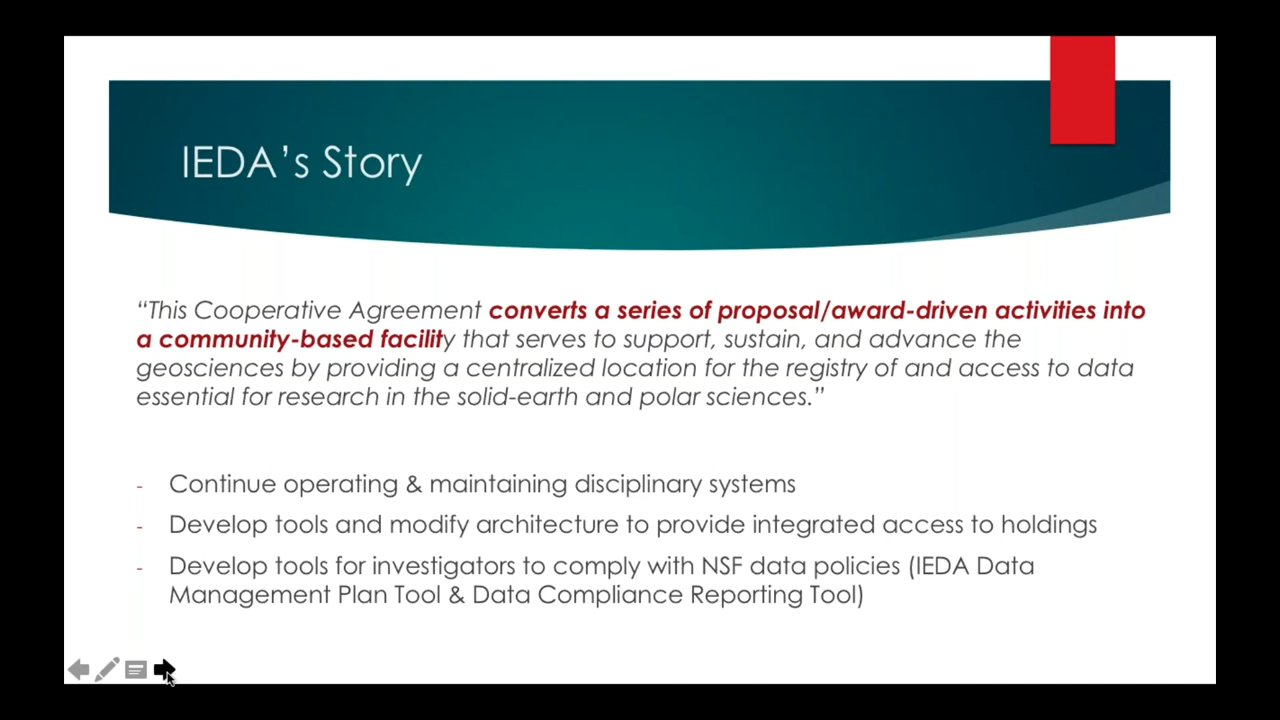 IEDA’s Story
“This Cooperative Agreement converts a series of proposal/award-driven activities into
a community-based facility that serves to support, sustain, and advance the
geosciences by providing a centralized location for the registry of and access to data
essential for research in the solid-earth and polar sciences.”
- Continue operating & maintaining disciplinary systems
- Develop tools and modify architecture to provide integrated access to holdings
- Develop tools for investigators to comply with NSF data policies (IEDA Data
Management Plan Tool & Data Compliance Reporting Tool)